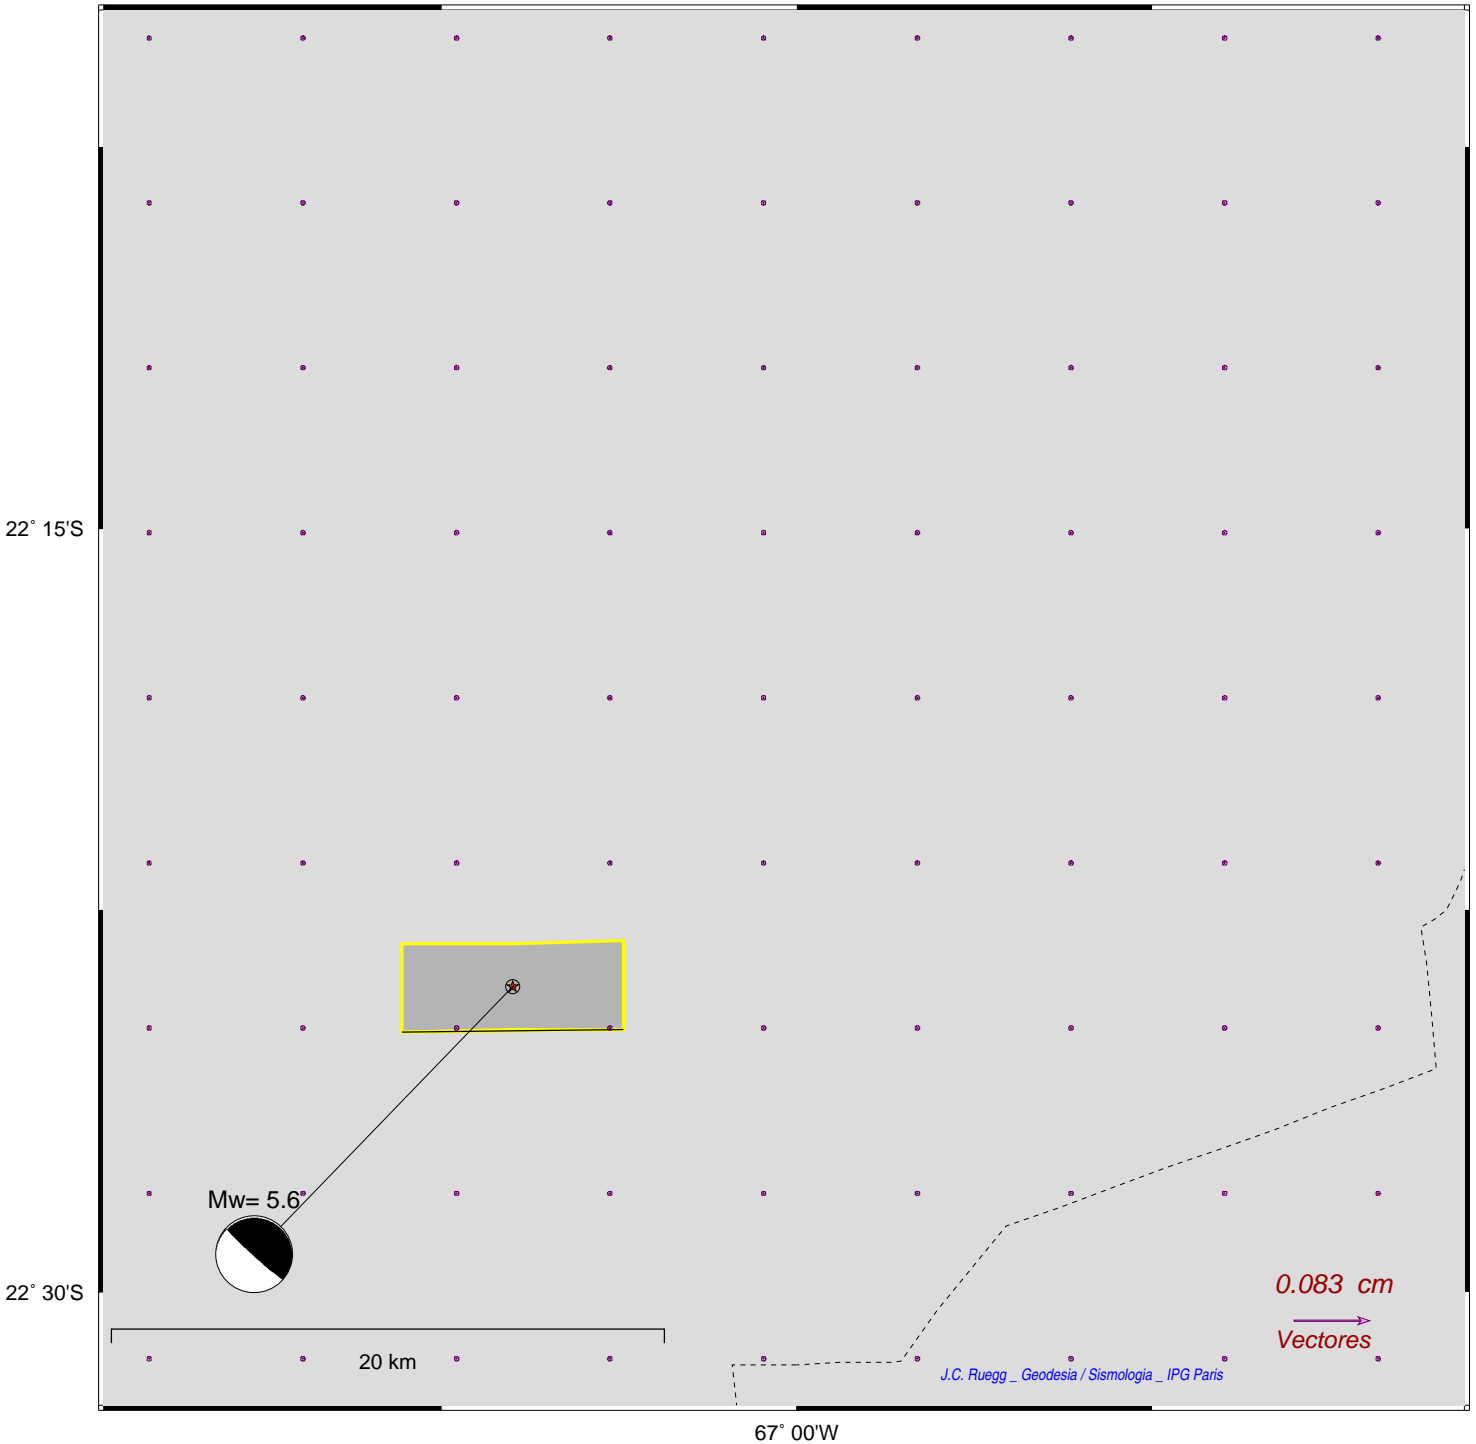 22° 15'S
Mw= 5.6
22° 30'S
0.083 cm
Vectores
20 km
J.C. Ruegg _ Geodesia / Sismologia _ IPG Paris
67° 00'W